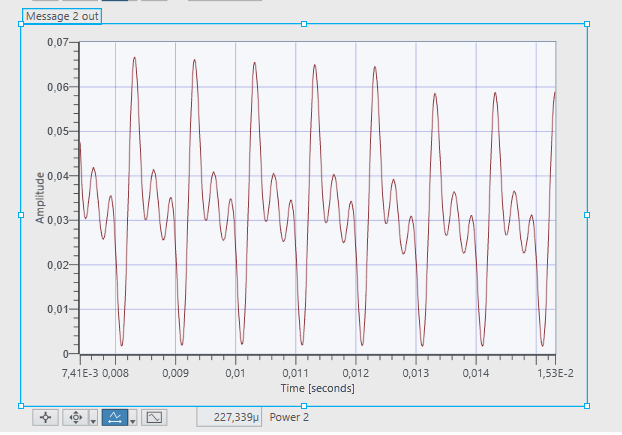 Message 2 out
0,07
0,06
0,05
0,04
0,03
0,02
0,01
0
Amplitude
7,41E-3 0,008 0,009 0,01 0,011 0,012 0,013 0,014 1,53E-2
Time [seconds]
227,339µ Power 2